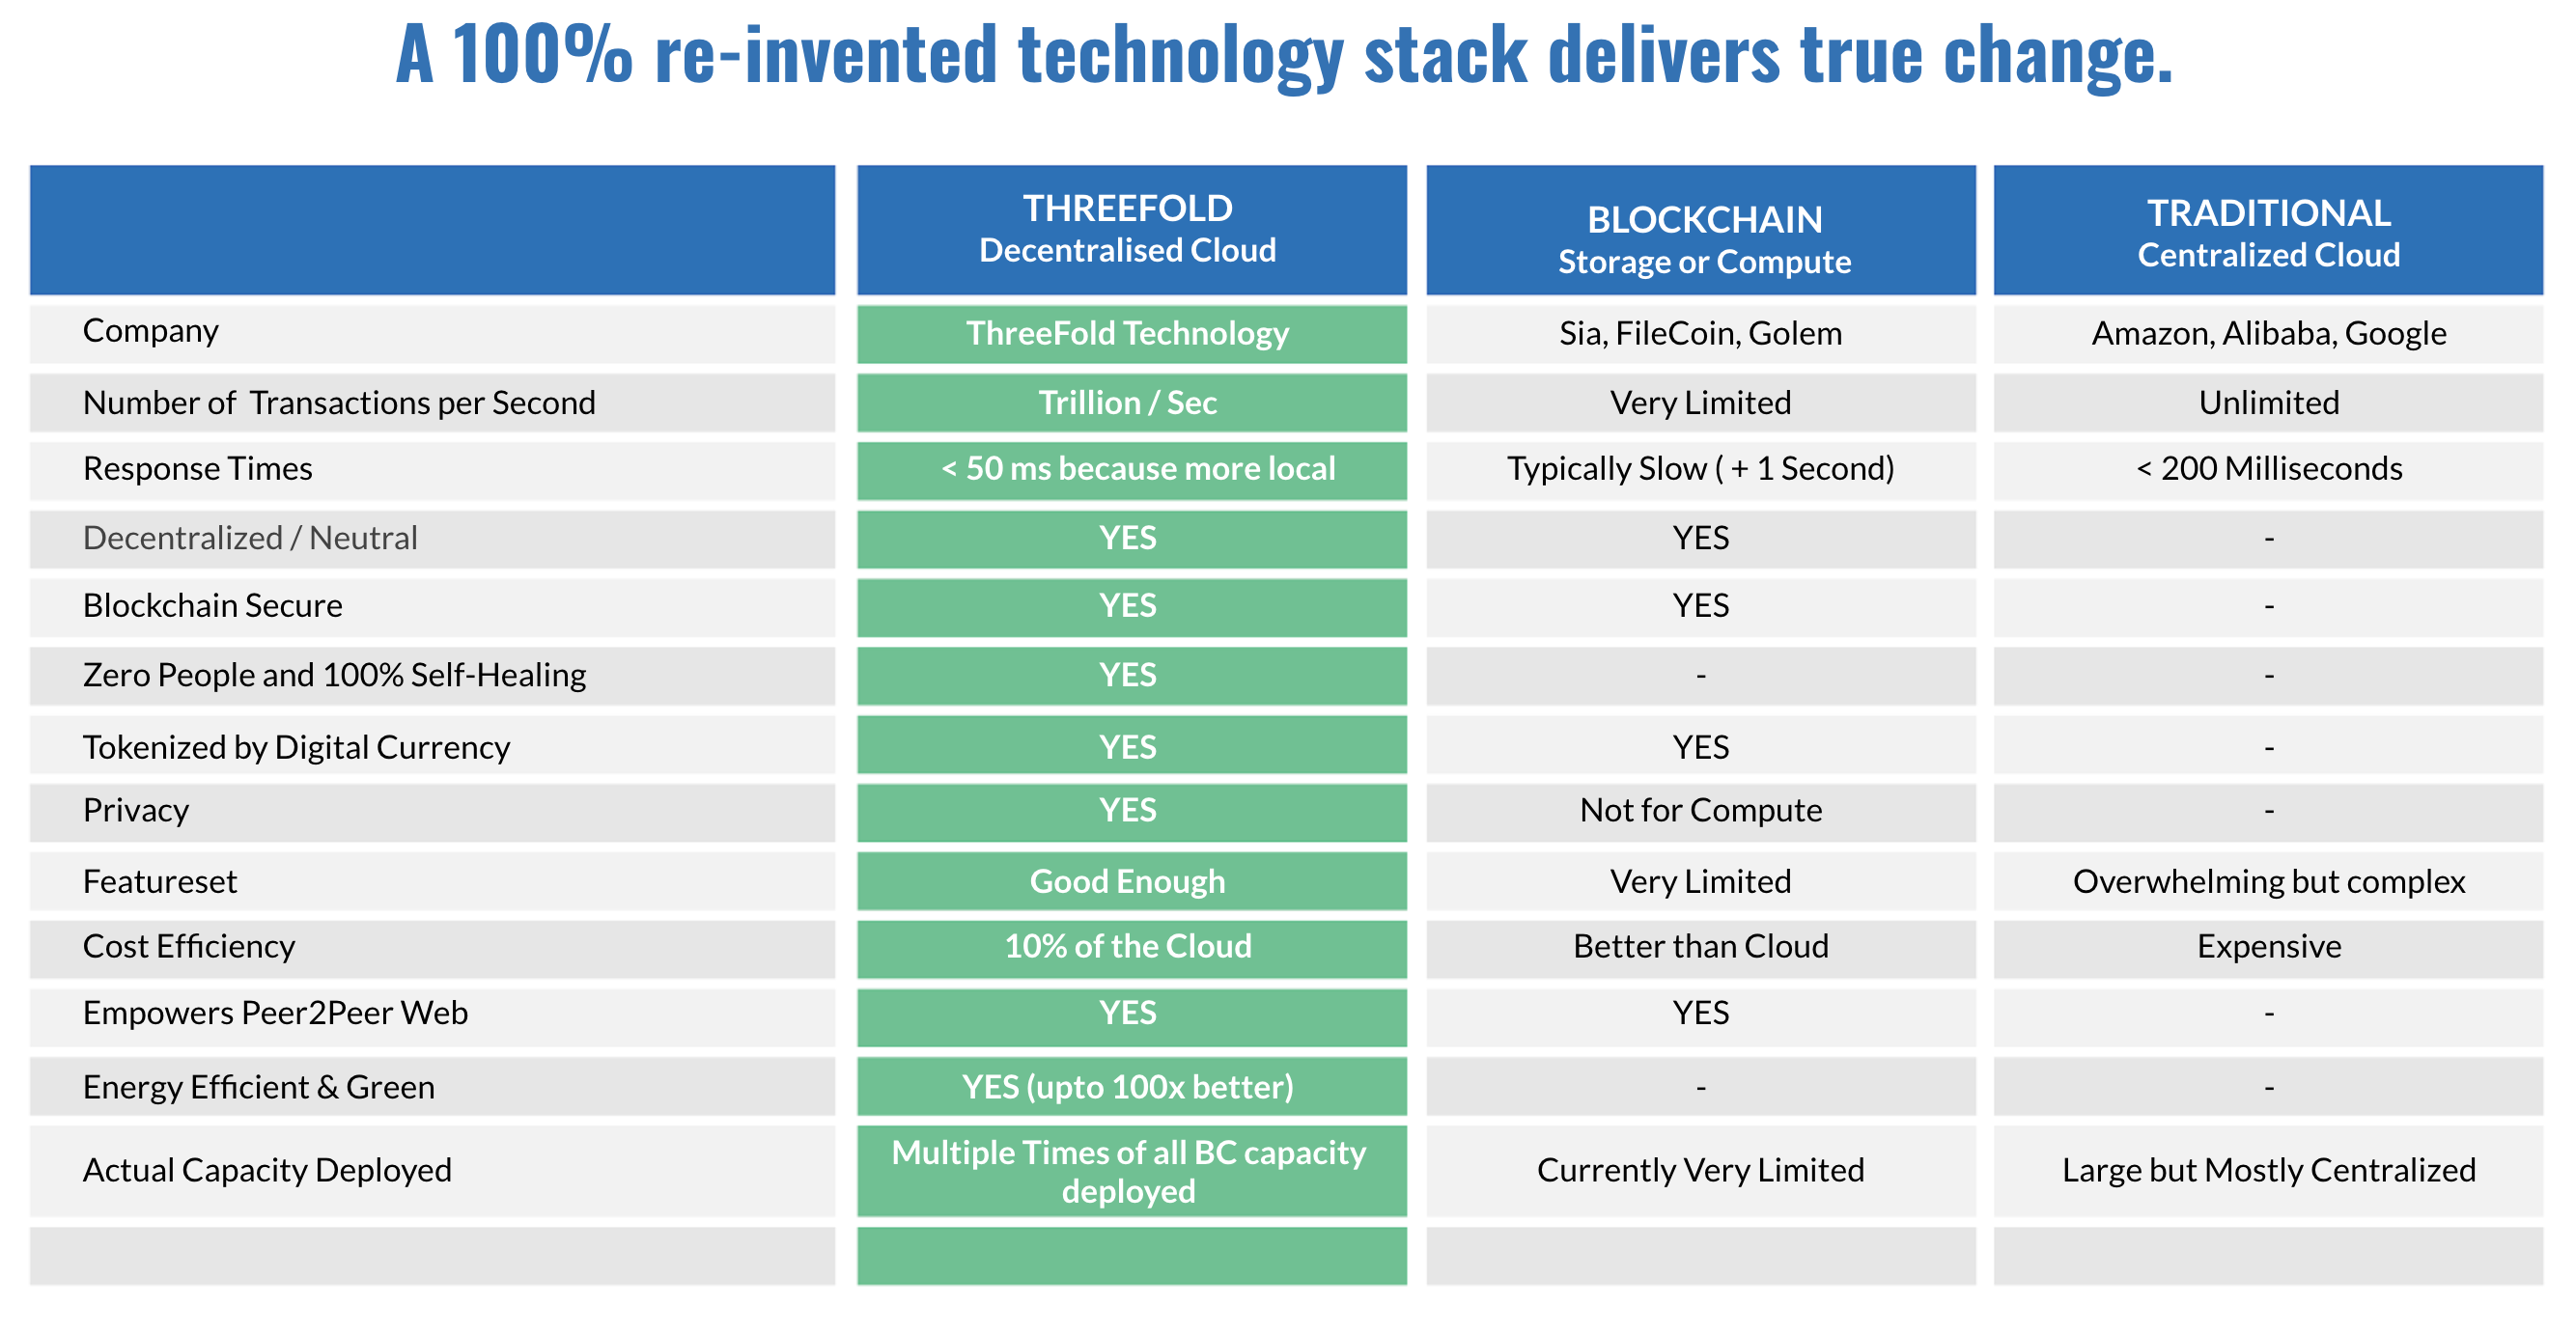 A 100% re-invented technology stack delivers true change.
THREEFOLD
Decentralised Cloud
BLOCKCHAIN
Storage or Compute
TRADITIONAL
Centralized Cloud
Company
ThreeFold Technology
Sia, FileCoin, Golem
Amazon, Alibaba, Google
Number of  Transactions per Second
Trillion / Sec
Very Limited
Unlimited
Response Times
< 50 ms because more local
Typically Slow ( + 1 Second)
< 200 Milliseconds
Decentralized / Neutral
YES
YES
-
Blockchain Secure
YES
YES
-
Zero People and 100% Self-Healing
YES
-
-
Tokenized by Digital Currency
YES
YES
-
Privacy
YES
Not for Compute
-
Featureset
Good Enough
Very Limited
Overwhelming but complex
Cost Efficiency
10% of the Cloud
Better than Cloud
Expensive
Empowers Peer2Peer Web
YES
YES
-
Energy Efficient & Green
YES (upto 100x better)
-
-
Actual Capacity Deployed
Multiple Times of all BC capacity
deployed
Currently Very Limited
Large but Mostly Centralized